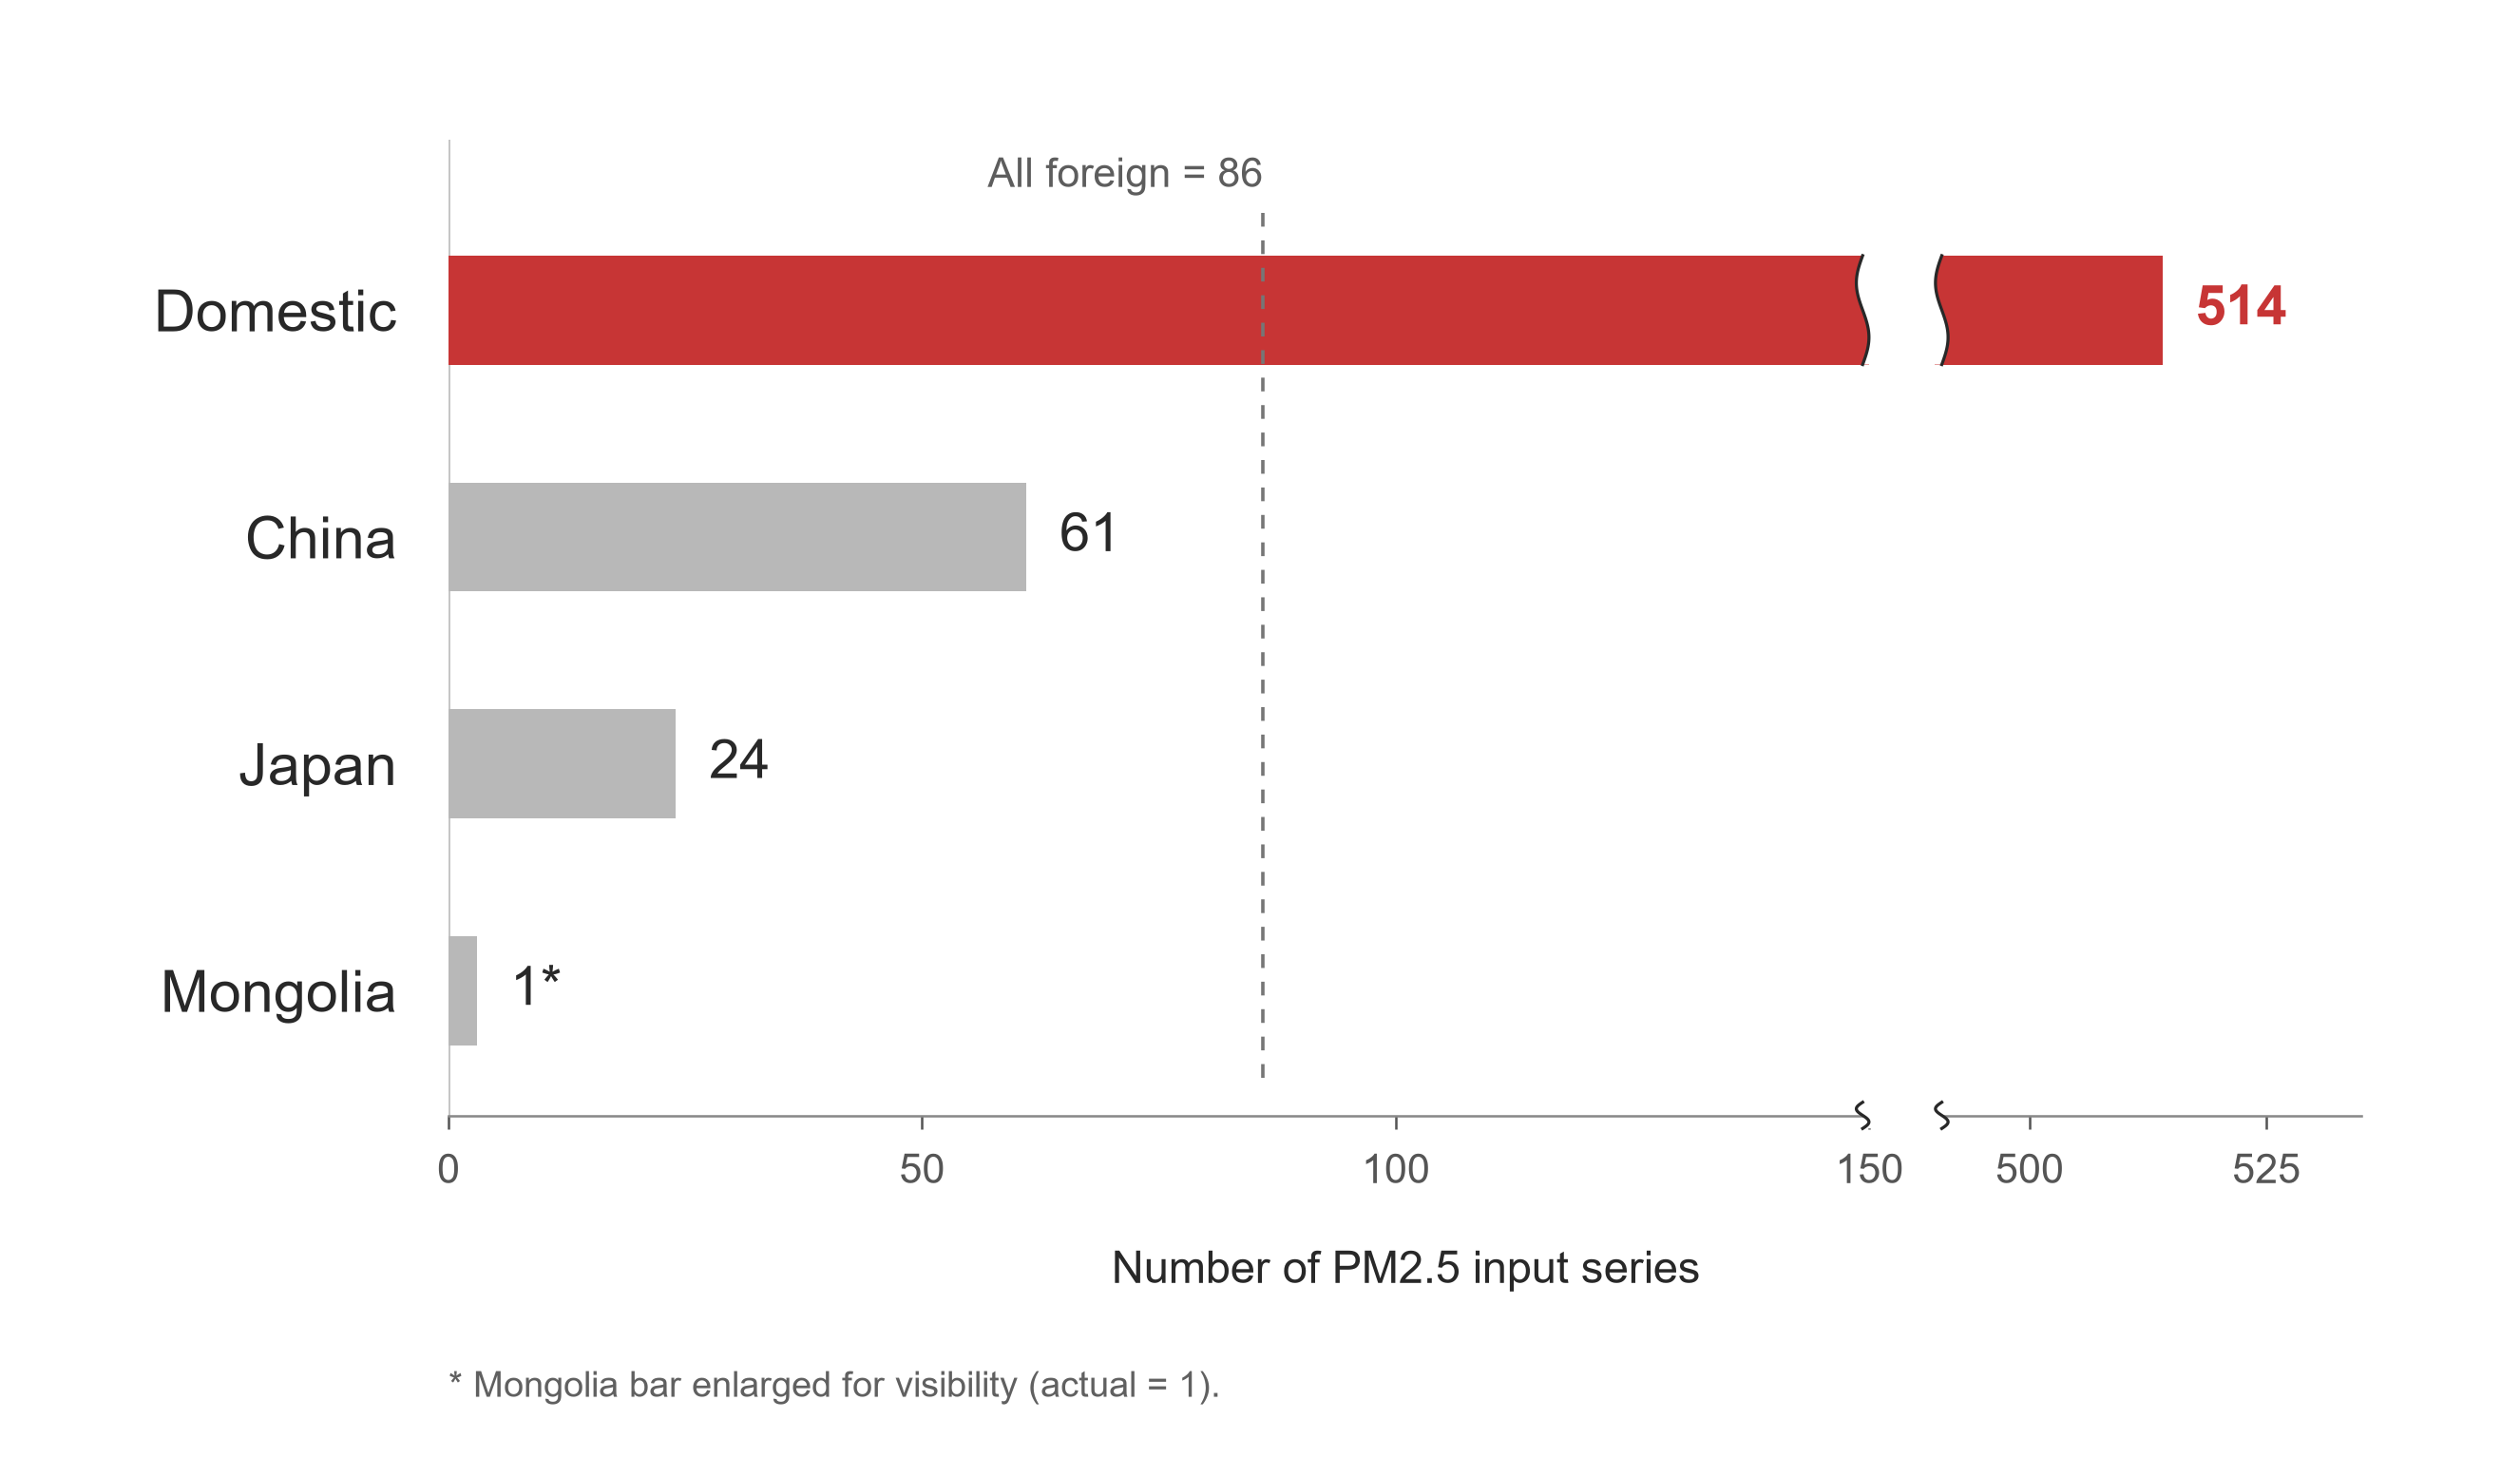 All foreign = 86
Domestic
514
China
61
Japan
24
Mongolia
1*
0
50
100
150
500
525
Number of PM2.5 input series
* Mongolia bar enlarged for visibility (actual = 1).